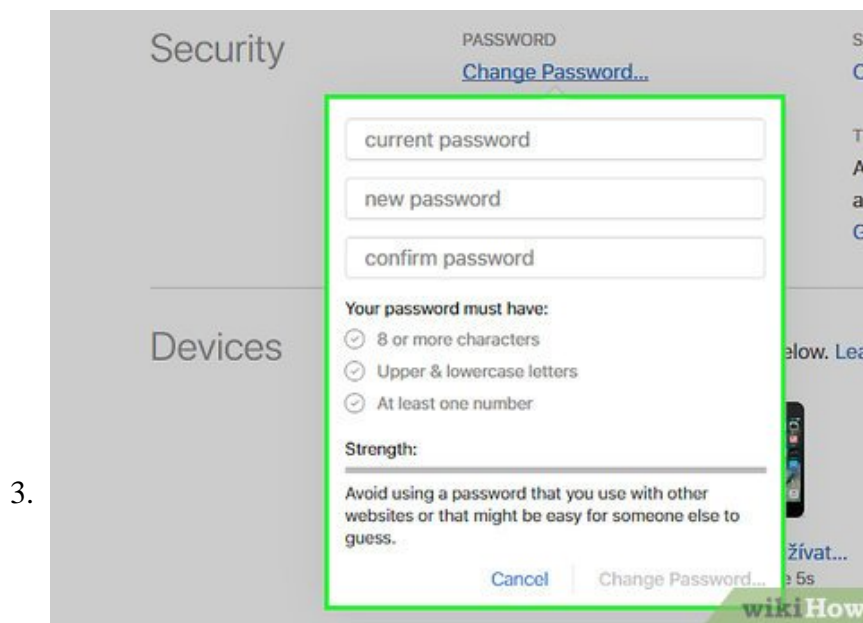 Security
PASSWORD
Change Password...
S
C
T
A
a
G
current password
new password
confirm password
Your password must have:
8 or more characters
Upper & lowercase letters
At least one number
Strength:
Avoid using a password that you use with other
websites or that might be easy for someone else to
guess.
Cancel
Change Password...
Devices
elow. Lea
žívat...
e 5s
3.
wikiHow